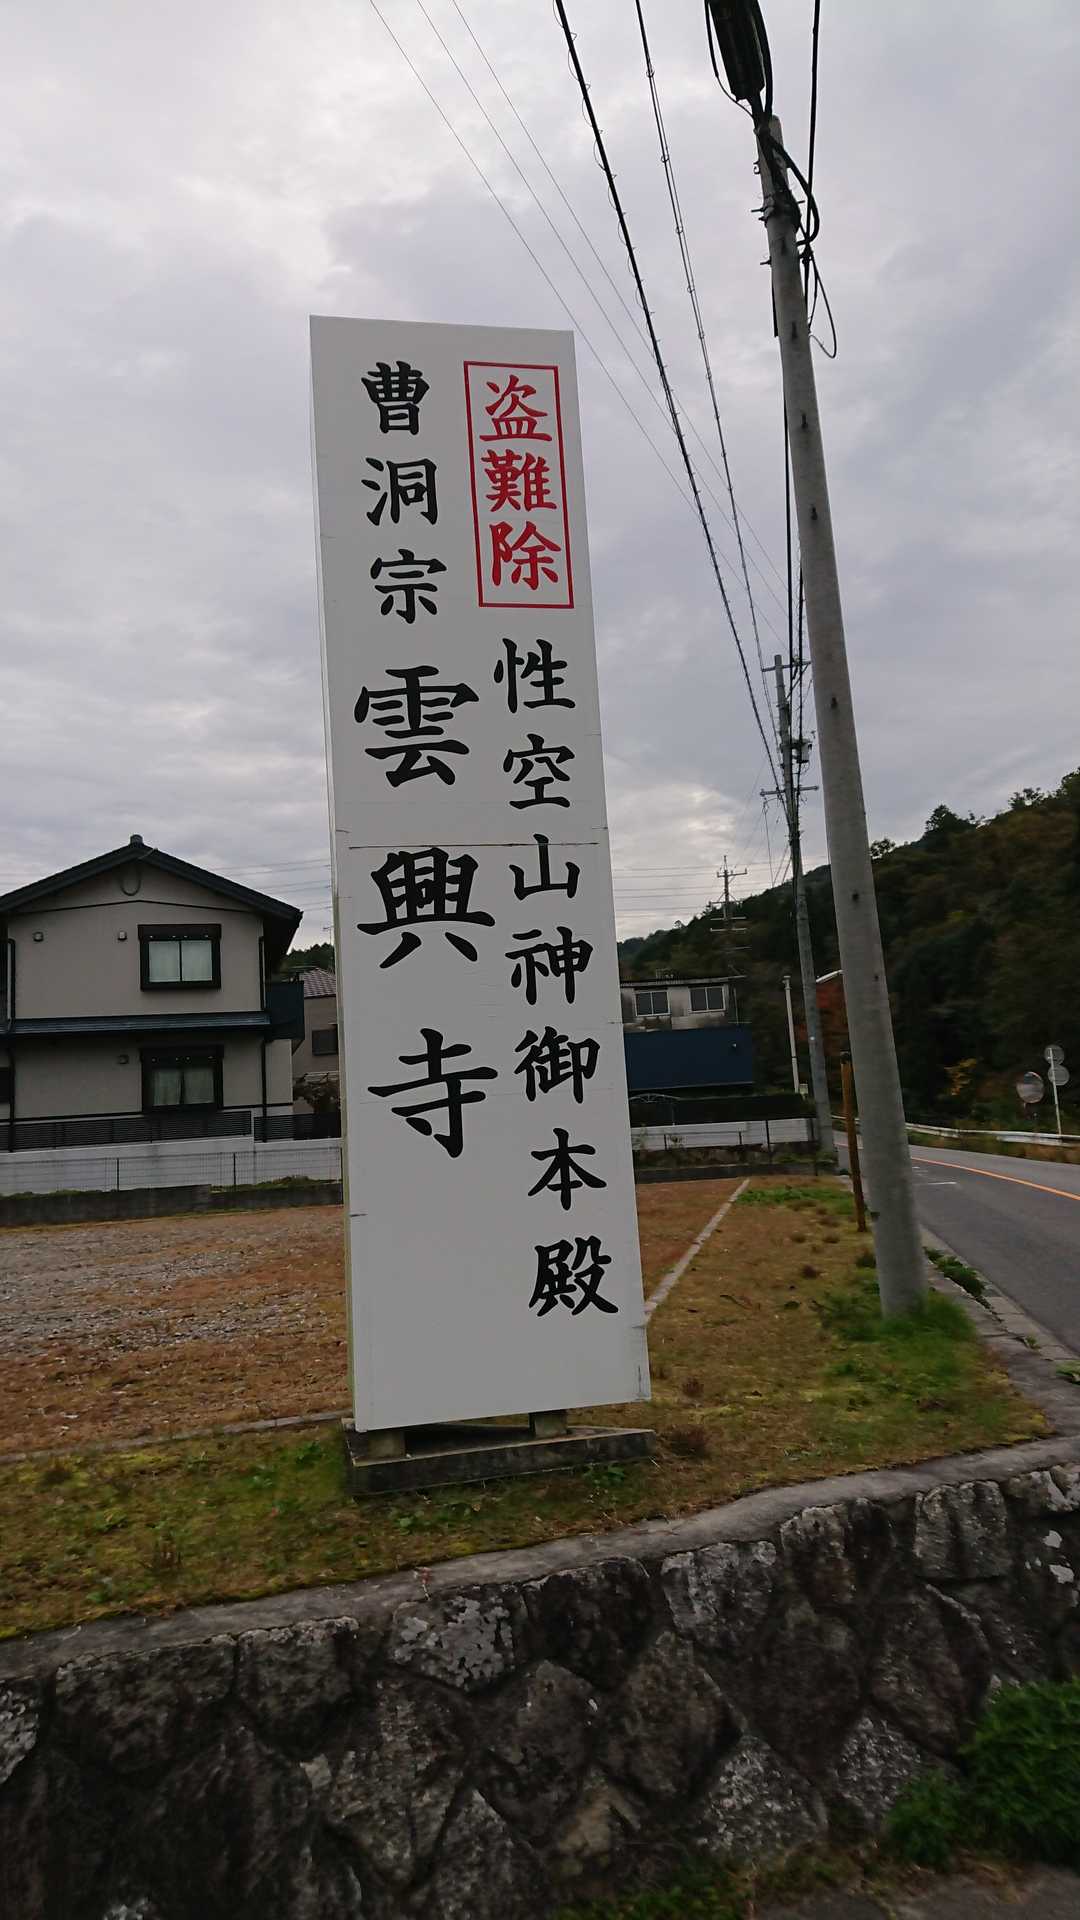 盗難除
性空山神御本殿
曹洞宗 雲興寺